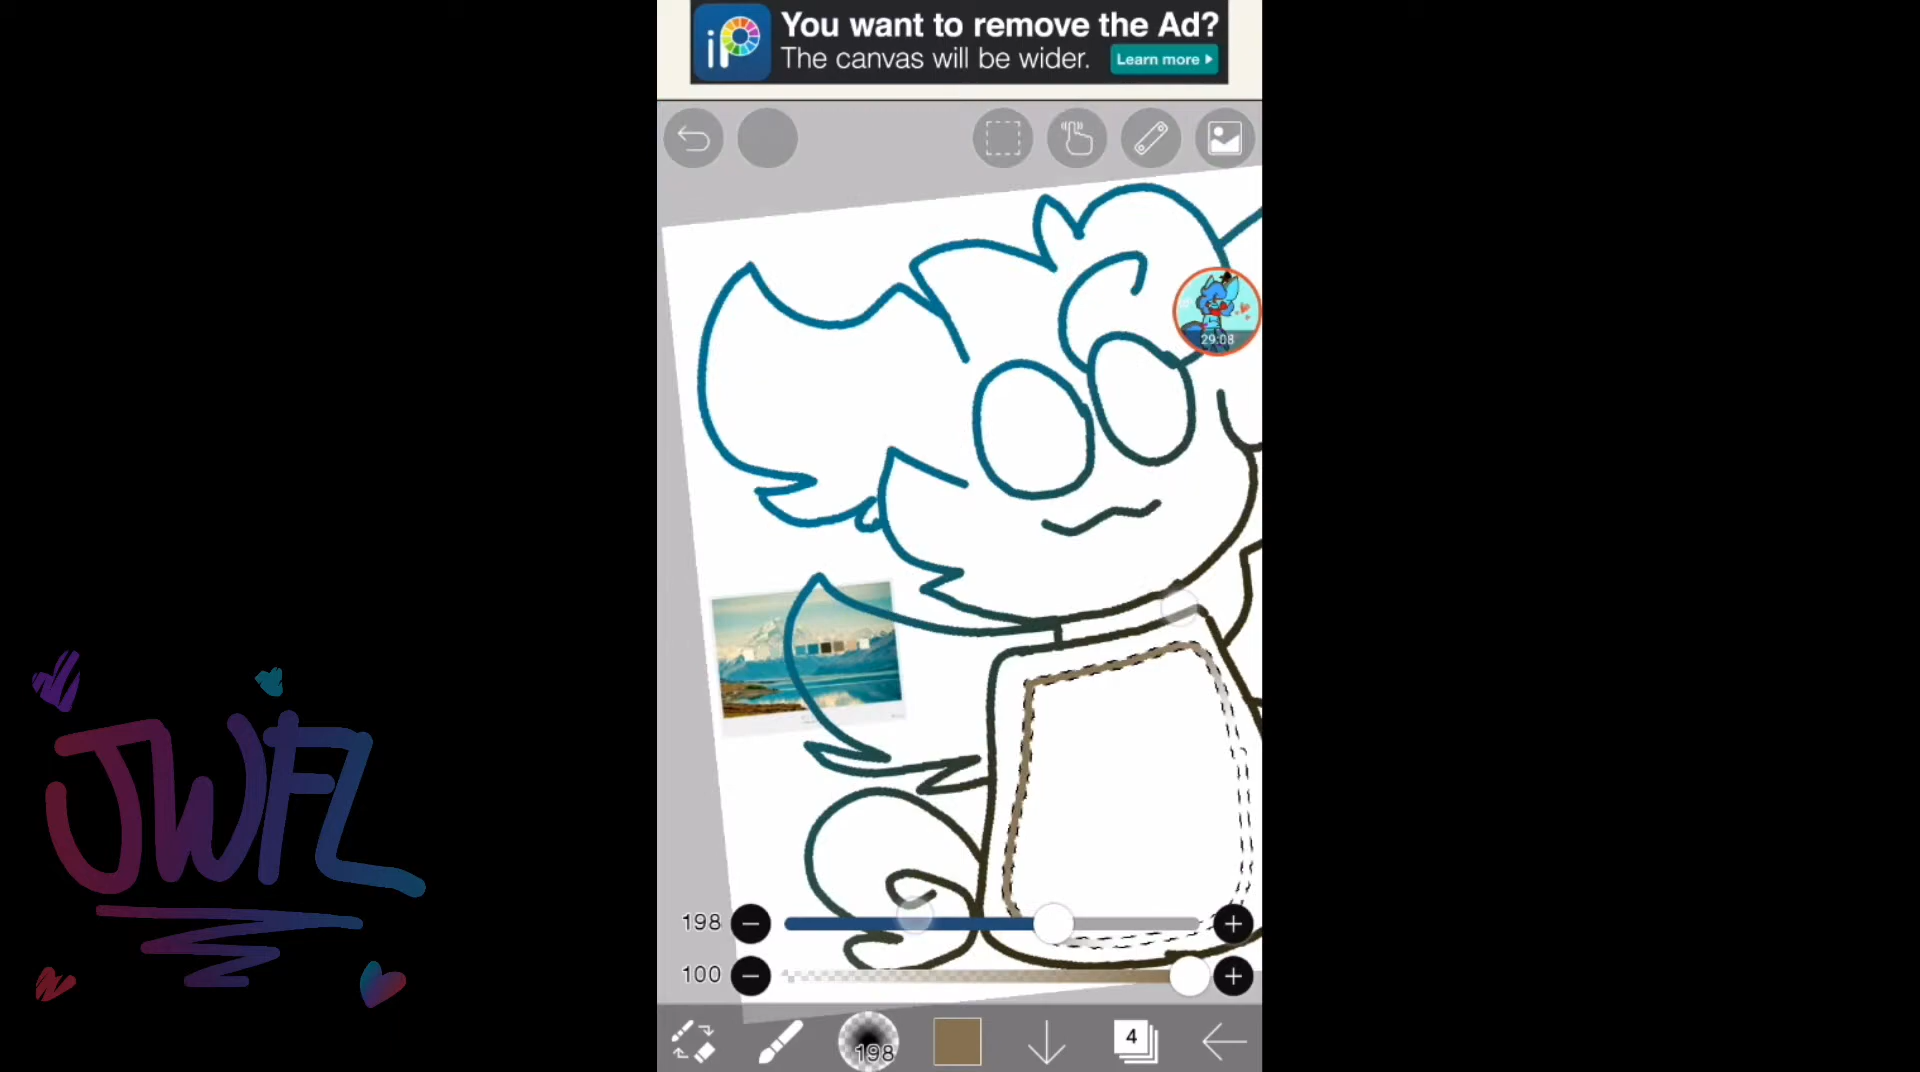 iP
You want to remove the Ad?
The canvas will be wider.
Learn more
29:08
JWFL
198
100
198
4